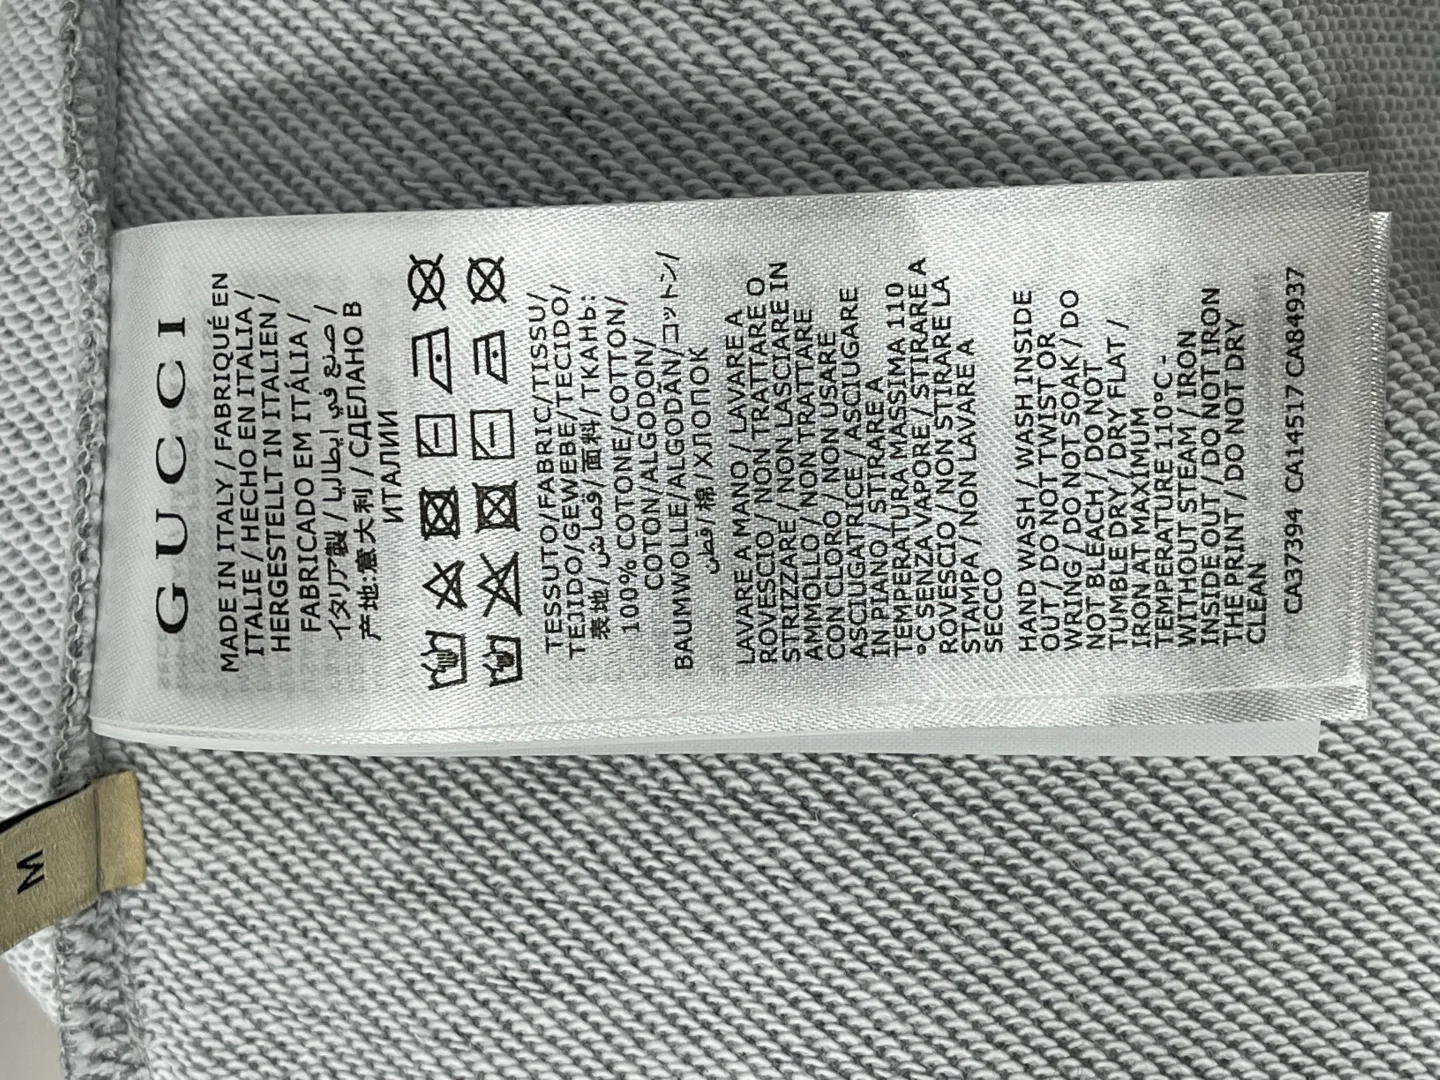 GUCCI
MADE IN ITALY / FABRIQUÉ EN
ITALIE / HECHO EN ITALIA /
HERGESTELLT IN ITALIEN /
FABRICADO EM ITÁLIA /
イタリア製 / صنع في ايطاليا /
产地:意大利 / СДЕЛАНО В
ИТАЛИИ
TESSUTO/FABRIC/TISSU/
TEJIDO/GEWEBE/TECIDO/
表地/قماش/面料/ТКАНЬ:
100% COTONE/COTTON/
COTON/ALGODON/
BAUMWOLLE/ALGODÃN/コットン/
قطن/棉/ХЛОПОК
LAVARE A MANO / LAVARE A
ROVESCIO / NON TRATTARE O
STRIZZARE / NON LASCIARE IN
AMMOLLO / NON TRATTARE
CON CLORO / NON USARE
ASCIUGATRICE / ASCIUGARE
IN PIANO / STIRARE A
TEMPERATURA MASSIMA 110
°C SENZA VAPORE / STIRARE A
ROVESCIO / NON STIRARE LA
STAMPA / NON LAVARE A
SECCO
HAND WASH / WASH INSIDE
OUT / DO NOT TWIST OR
WRING / DO NOT SOAK / DO
NOT BLEACH / DO NOT
TUMBLE DRY / DRY FLAT /
IRON AT MAXIMUM
TEMPERATURE 110°C -
WITHOUT STEAM / IRON
INSIDE OUT / DO NOT IRON
THE PRINT / DO NOT DRY
CLEAN
CA37394 CA14517 CA84937
M